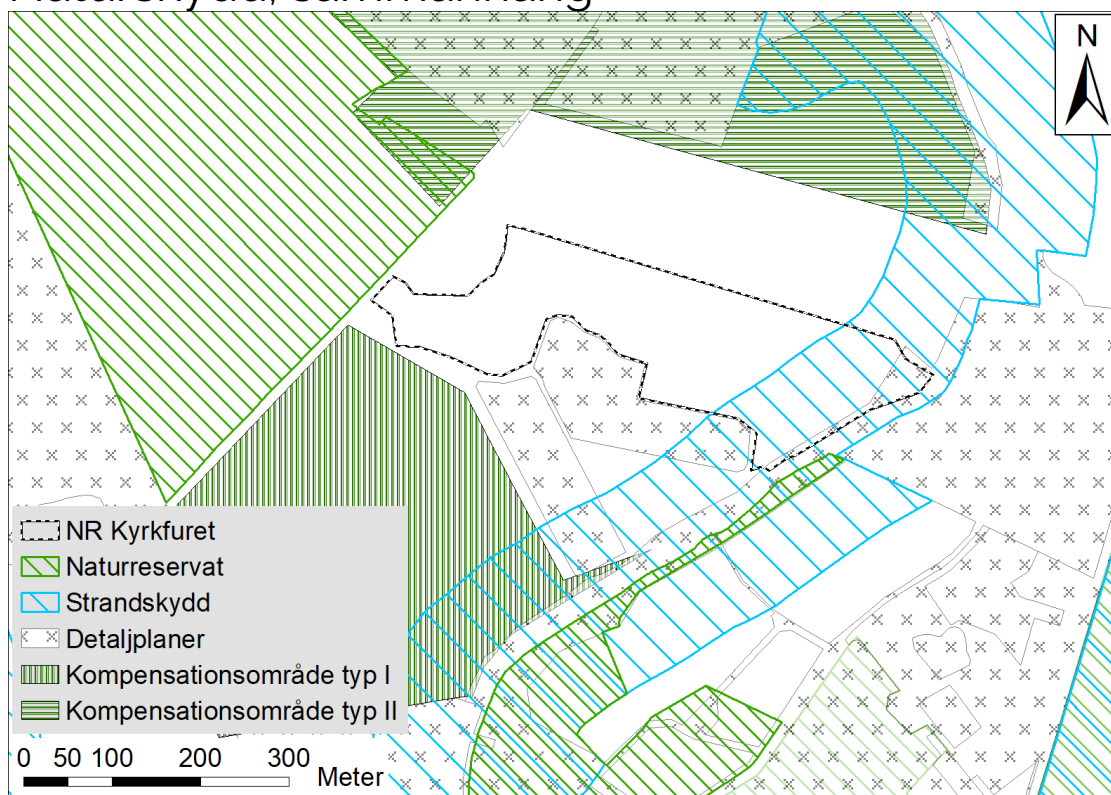 N
NR Kyrkfuret
Naturreservat
Strandskydd
Detaljplaner
Kompensationsområde typ I
Kompensationsområde typ II
0 50 100 200 300
Meter